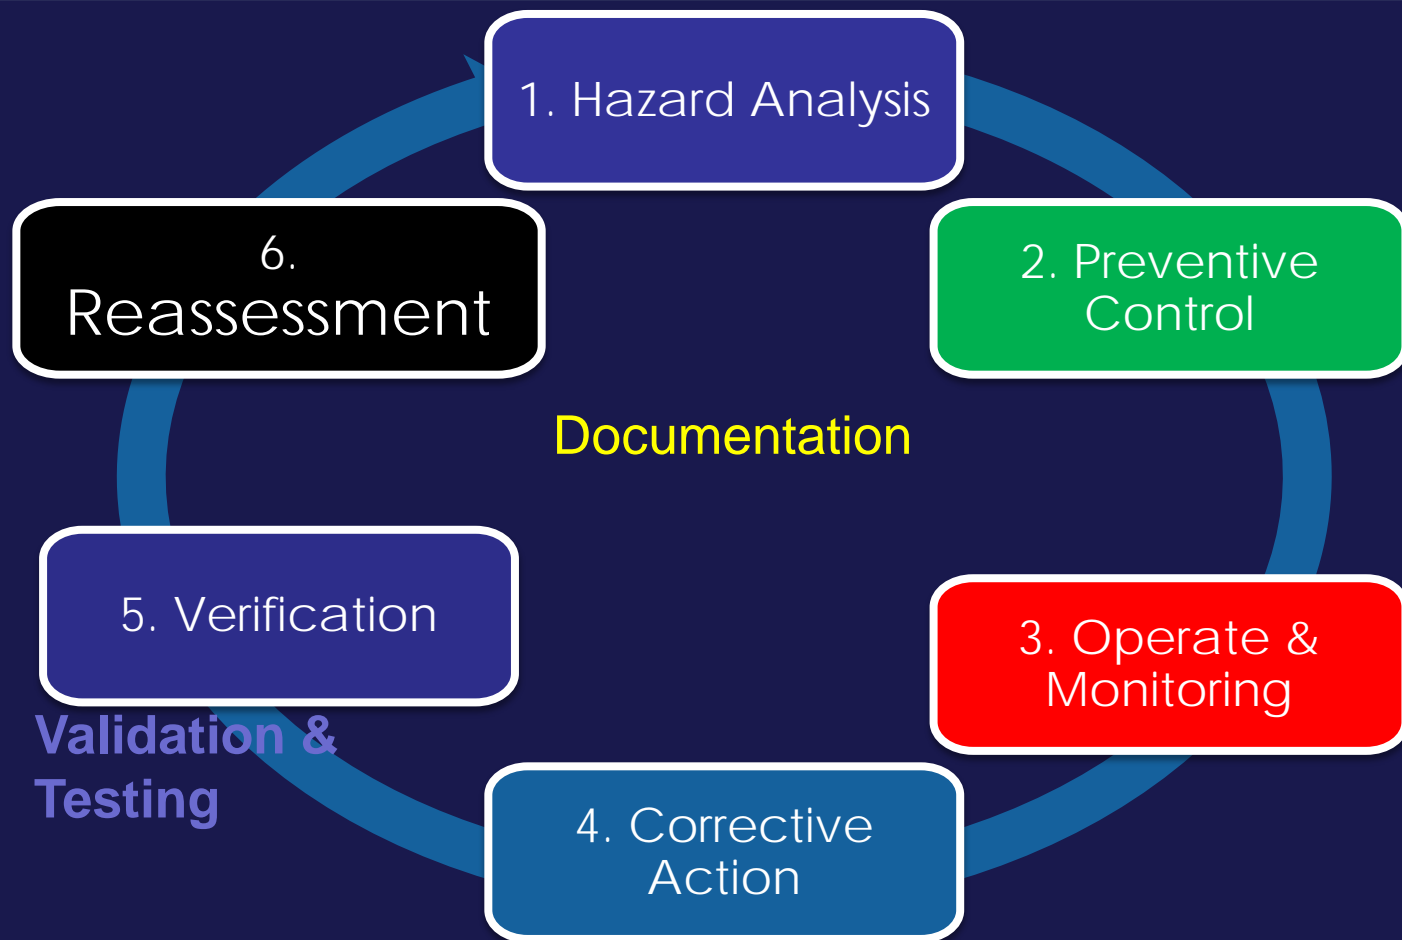 1. Hazard Analysis
2. Preventive
Control
3. Operate &
Monitoring
4. Corrective
Action
5. Verification
Validation &
Testing
6.
Reassessment
Documentation